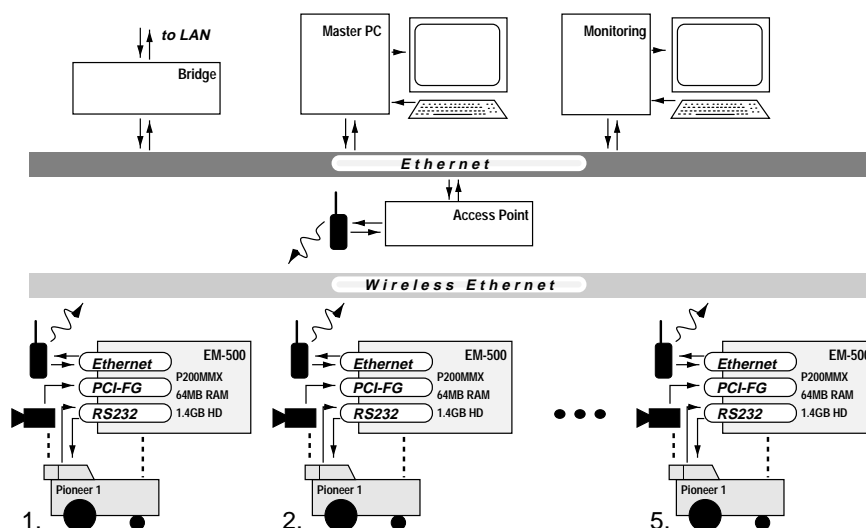 to LAN
Bridge
Master PC
Monitoring
Ethernet
Access Point
Wireless Ethernet
EM-500
Ethernet
P200MMX
PCI-FG
64MB RAM
RS232
1.4GB HD
Pioneer 1
1.
EM-500
Ethernet
P200MMX
PCI-FG
64MB RAM
RS232
1.4GB HD
Pioneer 1
2.
EM-500
Ethernet
P200MMX
PCI-FG
64MB RAM
RS232
1.4GB HD
Pioneer 1
5.